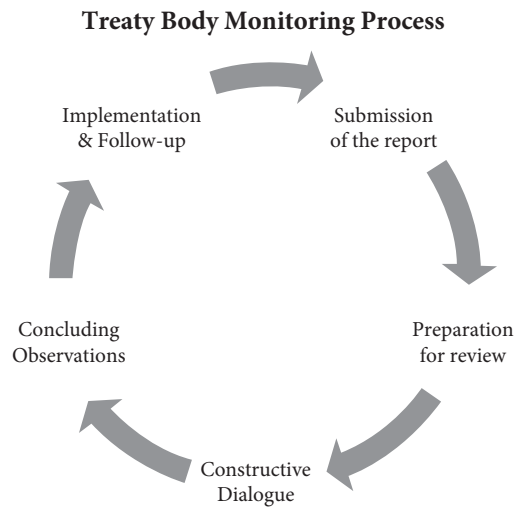 Treaty Body Monitoring Process
Implementation
& Follow-up
Submission
of the report
Preparation
for review
Constructive
Dialogue
Concluding
Observations